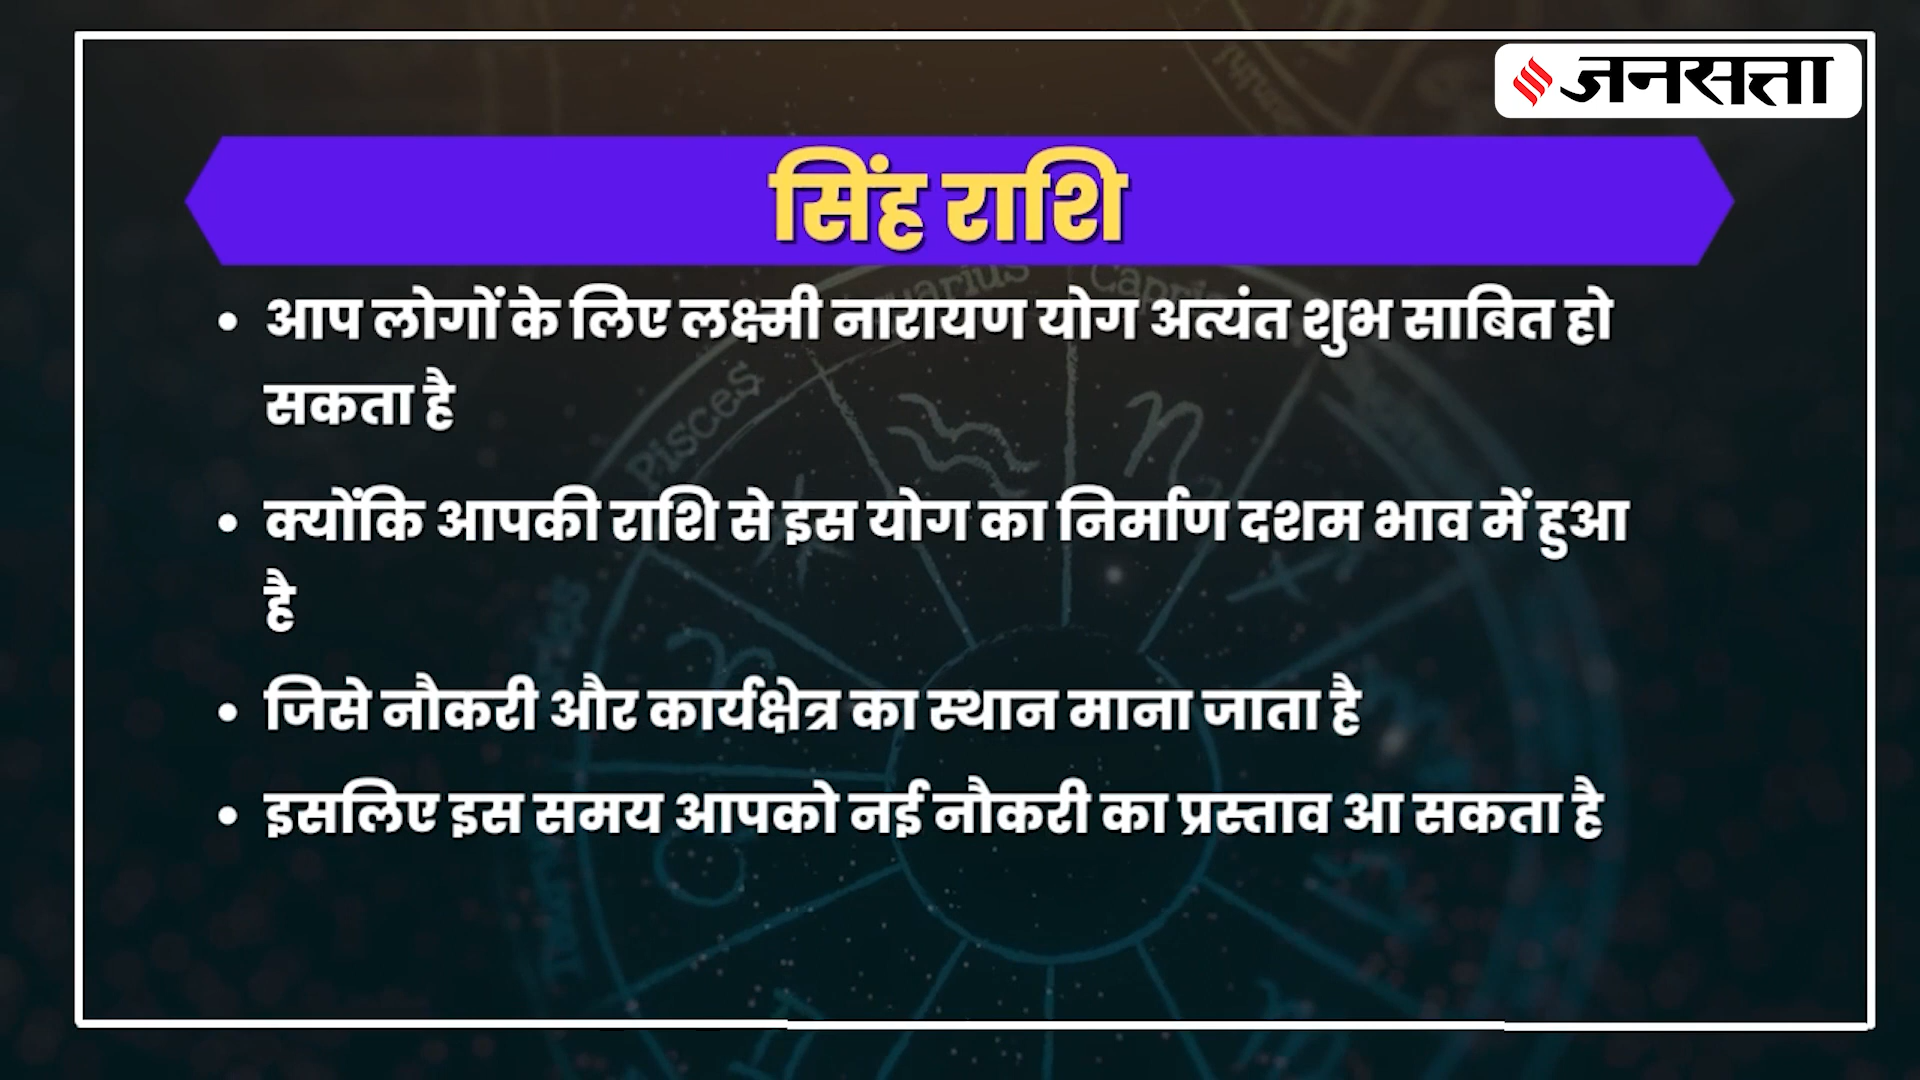 जनसत्ता
सिंह राशि
• आप लोगों के लिए लक्ष्मी नारायण योग अत्यंत शुभ साबित हो
सकता है
• क्योंकि आपकी राशि से इस योग का निर्माण दशम भाव में हुआ
है
• जिसे नौकरी और कार्यक्षेत्र का स्थान माना जाता है
• इसलिए इस समय आपको नई नौकरी का प्रस्ताव आ सकता है
Pisces